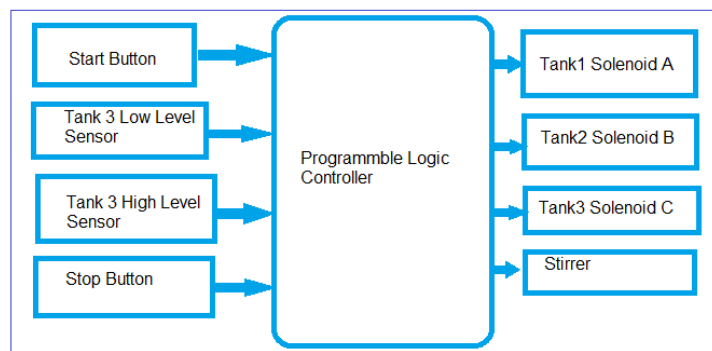 Start Button
Tank 3 Low Level
Sensor
Tank 3 High Level
Sensor
Stop Button
Programmble Logic
Controller
Tank1 Solenoid A
Tank2 Solenoid B
Tank3 Solenoid C
Stirrer